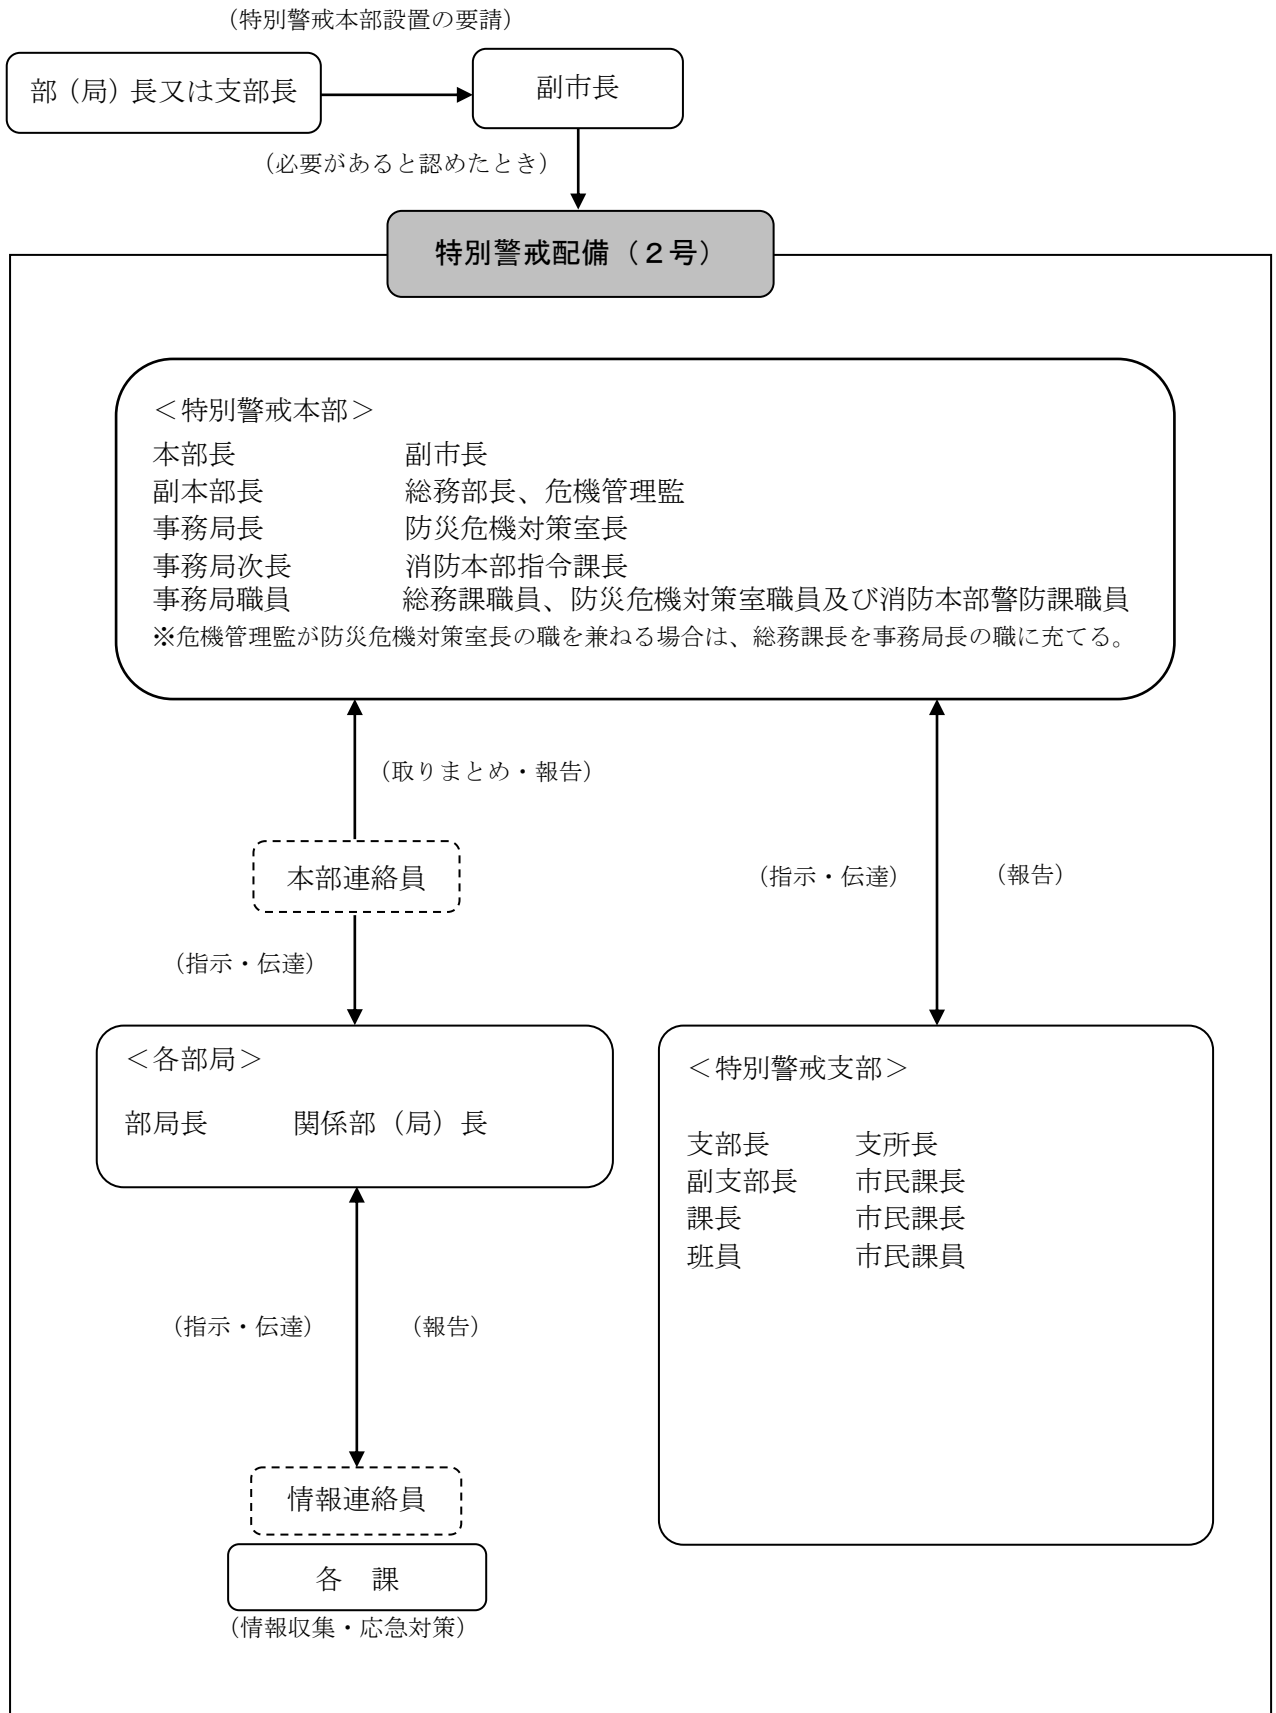 （特別警戒本部設置の要請）
部（局）長又は支部長
副市長
（必要があると認めたとき）
特別警戒配備（２号）
＜特別警戒本部＞
本部長　副市長
副本部長　総務部長、危機管理監
事務局長　防災危機対策室長
事務局次長　消防本部指令課長
事務局職員　総務課職員、防災危機対策室職員及び消防本部警防課職員
※危機管理監が防災危機対策室長の職を兼ねる場合は、総務課長を事務局長の職に充てる。
（取りまとめ・報告）
本部連絡員
（指示・伝達）
（指示・伝達）　（報告）
＜各部局＞
部局長　関係部（局）長
＜特別警戒支部＞
支部長　支所長
副支部長　市民課長
課長　市民課長
班員　市民課員
（指示・伝達）　（報告）
情報連絡員
各　課
（情報収集・応急対策）